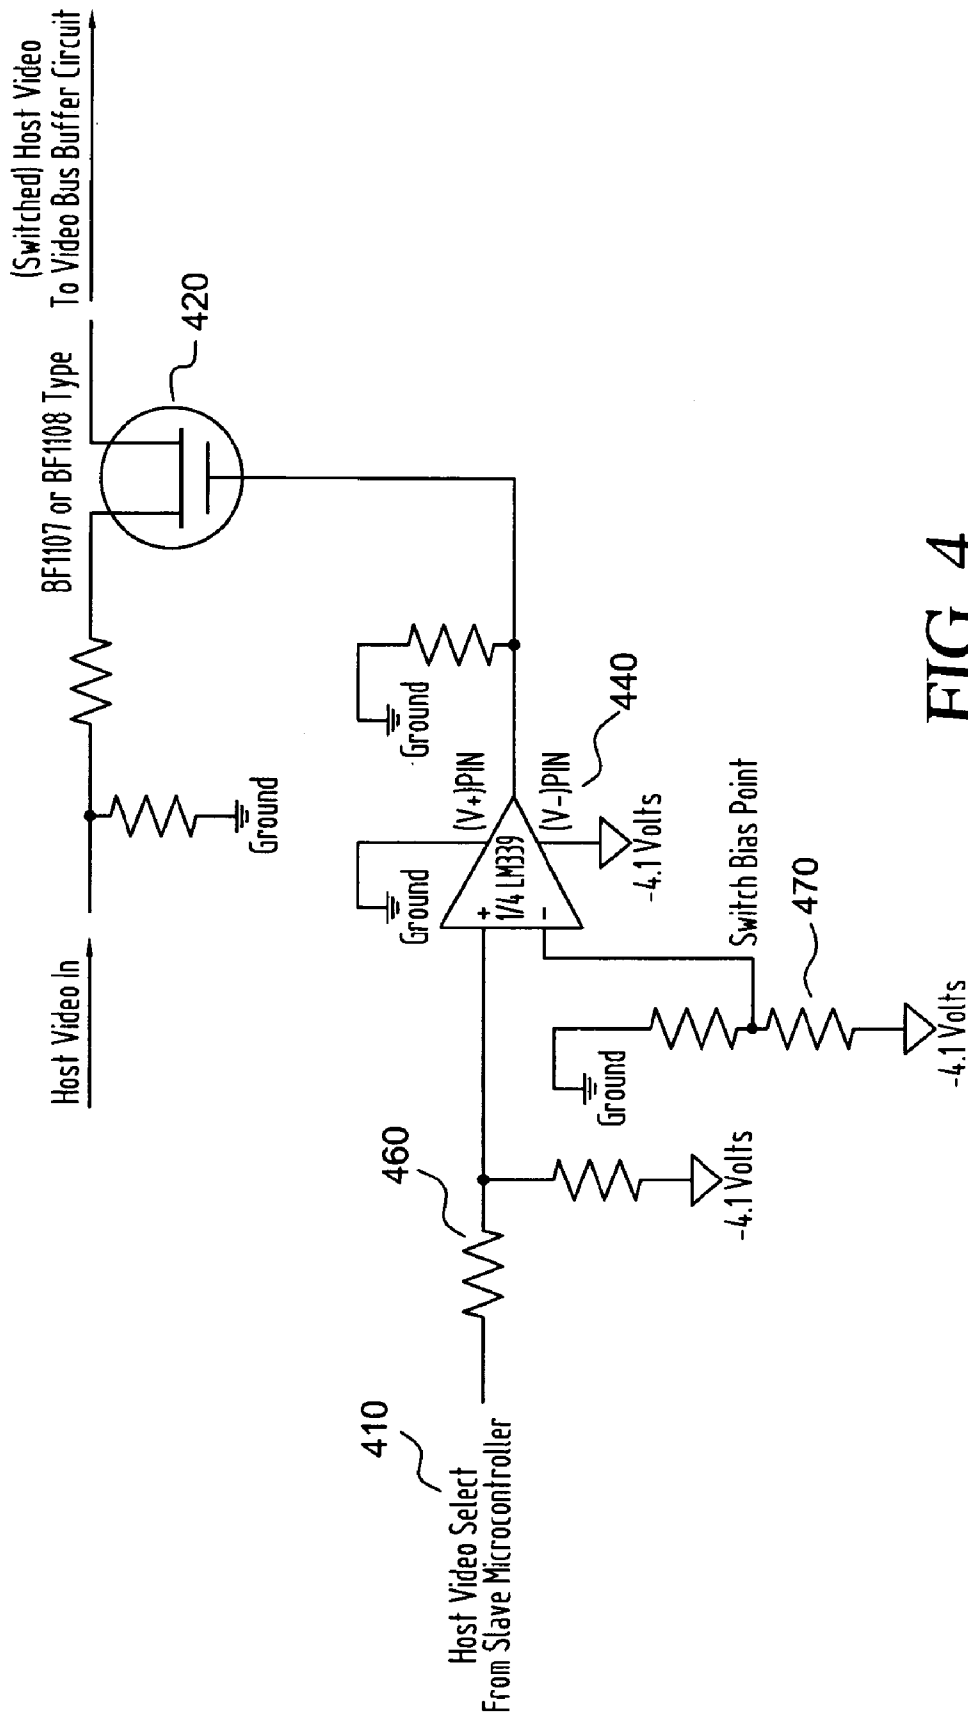 (Switched) Host Video
To Video Bus Buffer Circuit
BF1107 or BF1108 Type
420
Host Video In
Ground
Ground
Ground
(V+)PIN
1/4 LM339
+
-
(V-)PIN
440
-4.1 Volts
Switch Bias Point
470
Ground
-4.1 Volts
460
-4.1 Volts
410
Host Video Select
From Slave Microcontroller
FIG 4